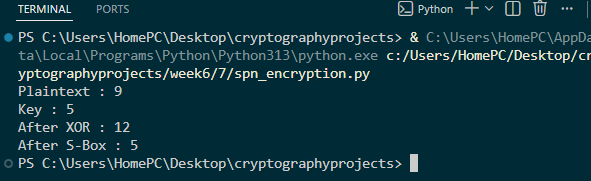 TERMINAL PORTS Python
PS C:\Users\HomePC\Desktop\cryptographyprojects> & C:\Users\HomePC\AppDa
ta\Local\Programs\Python\Python313\python.exe c:/Users/HomePC/Desktop/cr
yptographyprojects/week6/7/spn_encryption.py
Plaintext : 9
Key : 5
After XOR : 12
After S-Box : 5
PS C:\Users\HomePC\Desktop\cryptographyprojects>